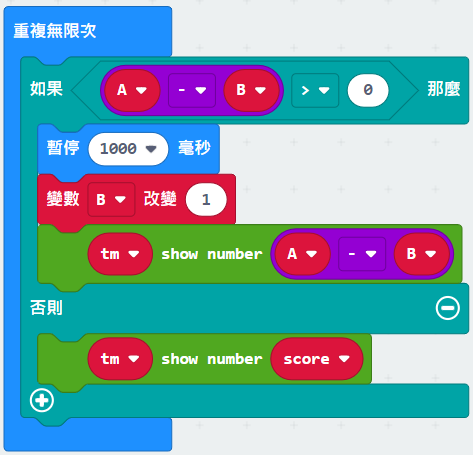 重複無限次
如果 A - B > 0 那麼
暫停 1000 毫秒
變數 B 改變 1
tm show number A - B
否則
tm show number score